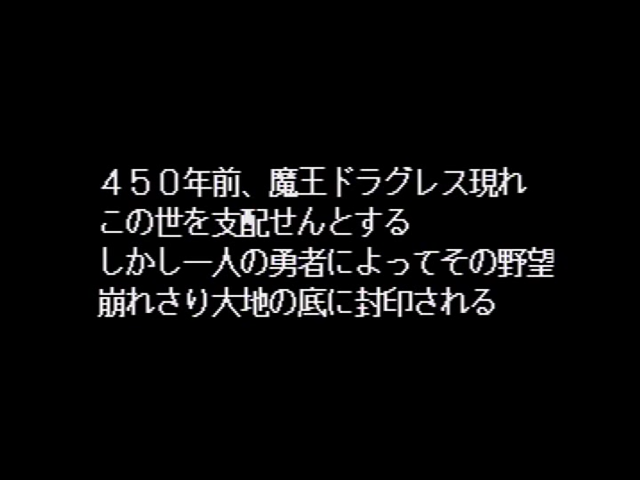 ４５０年前、魔王ドラグレス現れ
この世を支配せんとする
しかし一人の勇者によってその野望
崩れさり大地の底に封印される